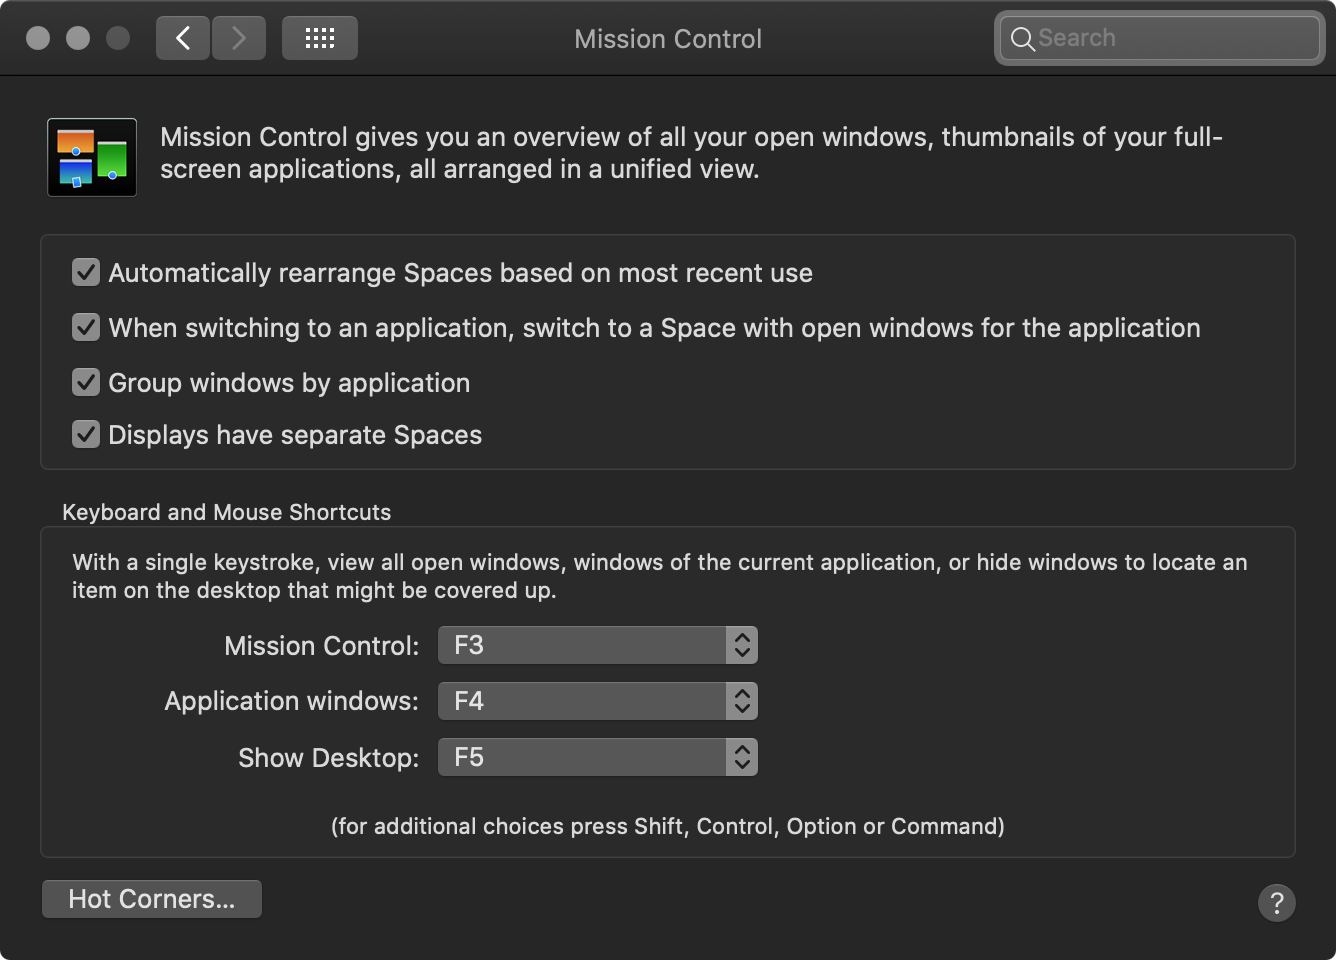 Mission Control
Search
Mission Control gives you an overview of all your open windows, thumbnails of your full-
screen applications, all arranged in a unified view.
Automatically rearrange Spaces based on most recent use
When switching to an application, switch to a Space with open windows for the application
Group windows by application
Displays have separate Spaces
Keyboard and Mouse Shortcuts
With a single keystroke, view all open windows, windows of the current application, or hide windows to locate an
item on the desktop that might be covered up.
Mission Control: F3
Application windows: F4
Show Desktop: F5
(for additional choices press Shift, Control, Option or Command)
Hot Corners...
?